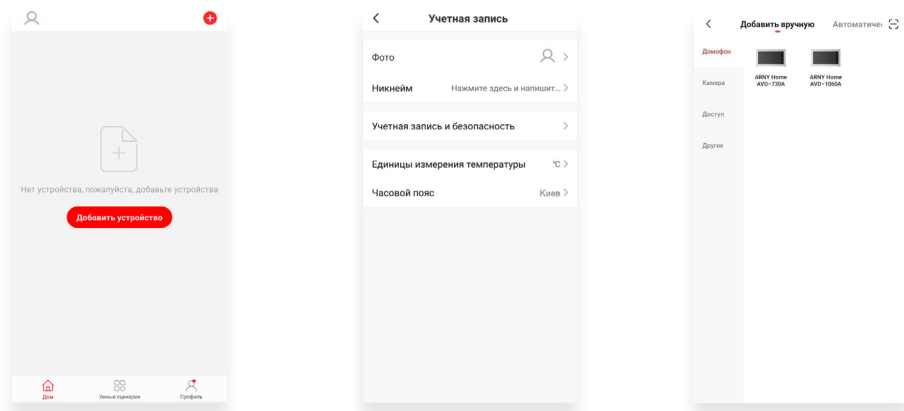 Нет устройства, пожалуйста, добавьте устройства
Добавить устройство
Дом
Умные сценарии
Профиль
Учетная запись
Фото
Никнейм
Нажмите здесь и напишит...
Учетная запись и безопасность
Единицы измерения температуры
°C
Часовой пояс
Киев
Добавить вручную
Автоматичес
Домофон
Камера
Доступ
Другие
ARNY Home
AVD-730A
ARNY Home
AVD-1060A